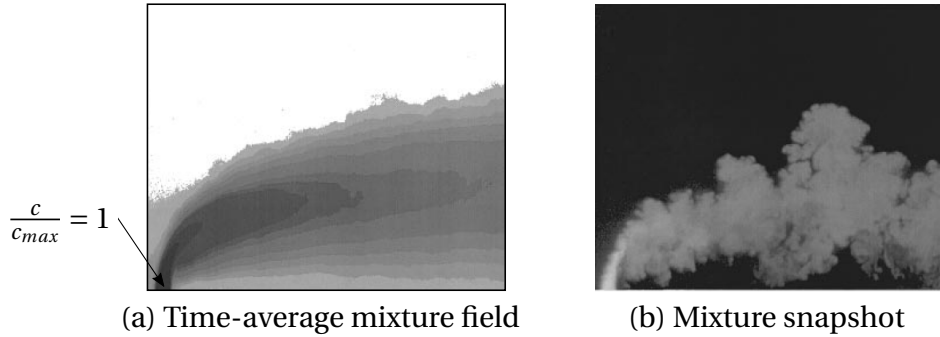 c/c_max = 1
(a) Time-average mixture field
(b) Mixture snapshot